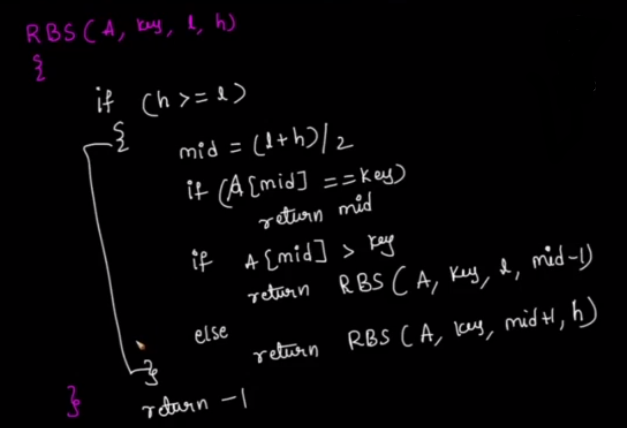 RBS(A, key, l, h)
{
if (h>=l)
{
mid = (l+h)/2
if (A[mid] ==key)
return mid
if A[mid] > key
return RBS(A, key, l, mid-1)
else
return RBS(A, key, mid+1, h)
}
} return -1